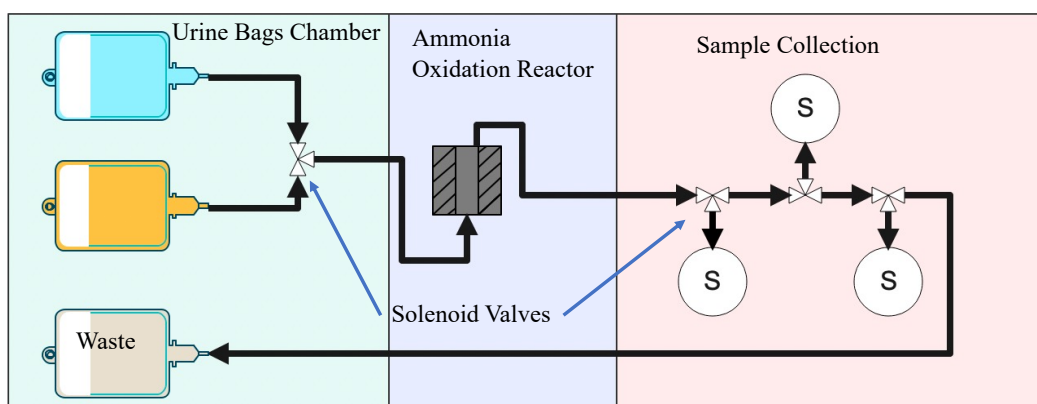 Urine Bags Chamber
Ammonia
Oxidation Reactor
Sample Collection
S
S
S
Solenoid Valves
Waste